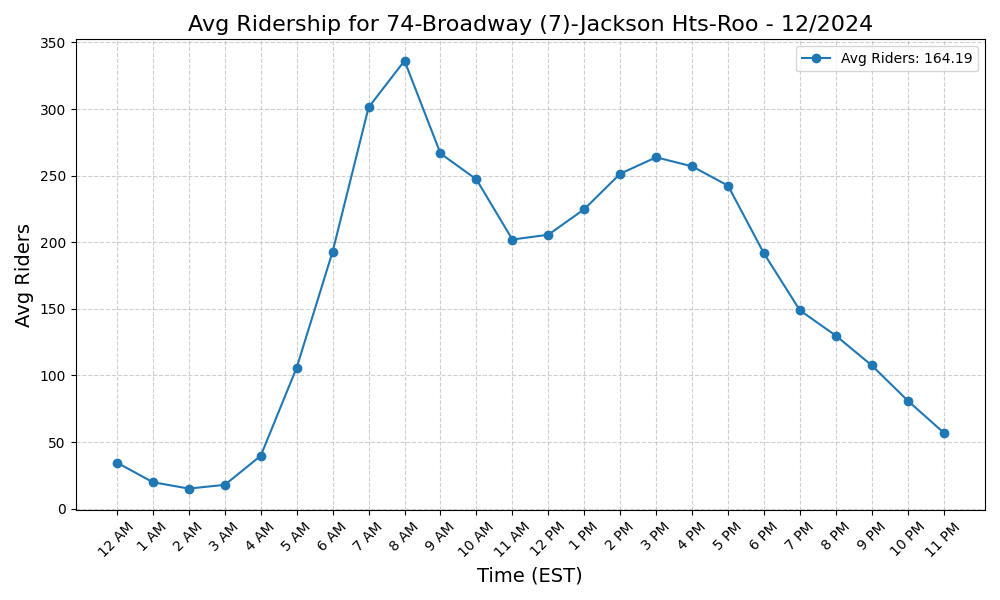 Avg Ridership for 74-Broadway (7)-Jackson Hts-Roo - 12/2024
Avg Riders: 164.19
Avg Riders
350
300
250
200
150
100
50
0
12 AM
1 AM
2 AM
3 AM
4 AM
5 AM
6 AM
7 AM
8 AM
9 AM
10 AM
11 AM
12 PM
1 PM
2 PM
3 PM
4 PM
5 PM
6 PM
7 PM
8 PM
9 PM
10 PM
11 PM
Time (EST)